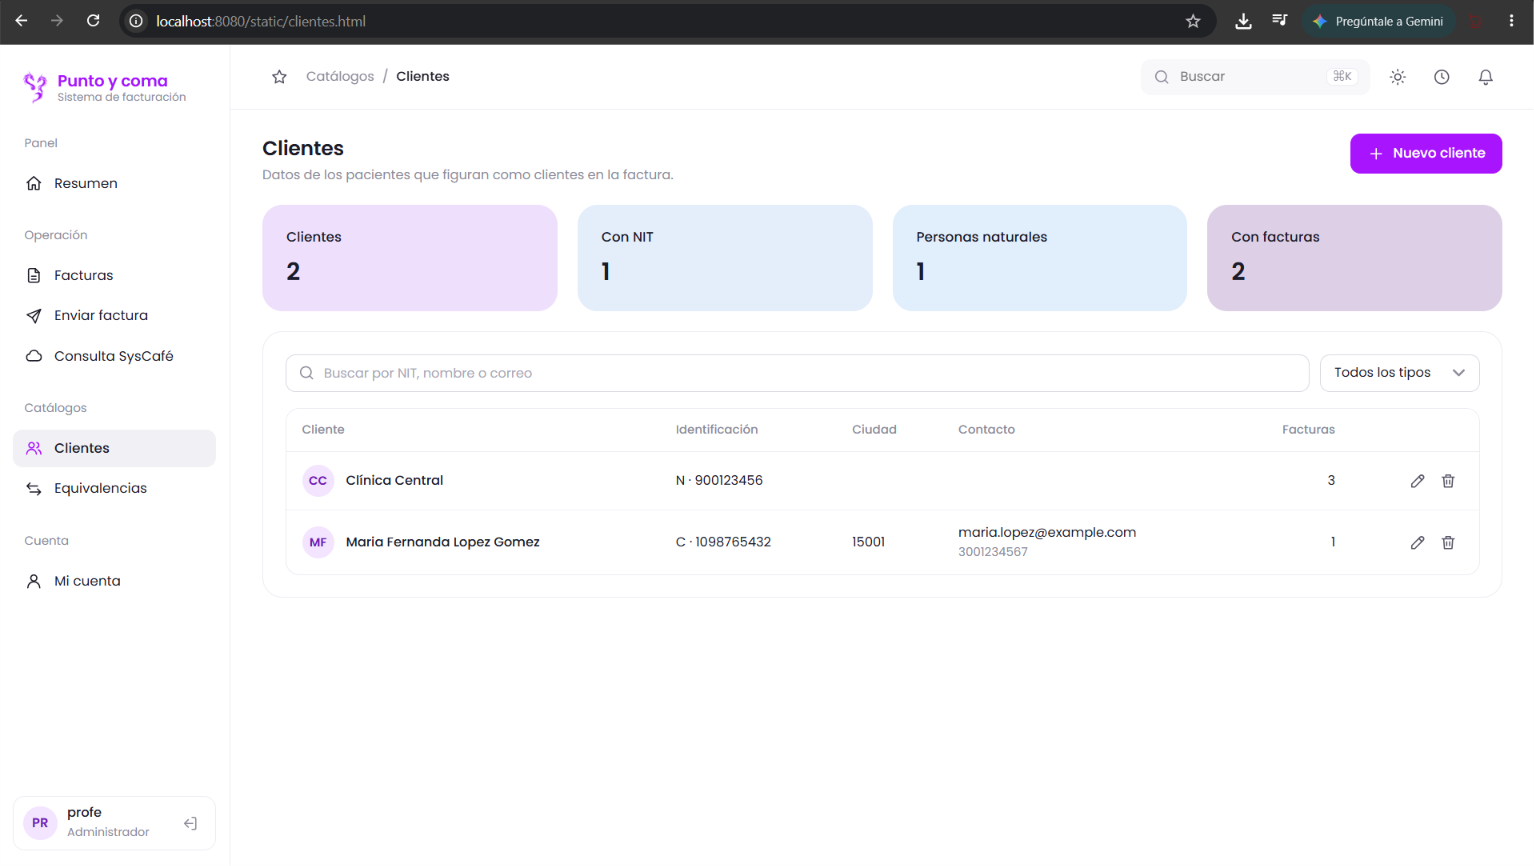 localhost:8080/static/clientes.html
Pregúntale a Gemini
Punto y coma
Sistema de facturación
Panel
Resumen
Operación
Facturas
Enviar factura
Consulta SysCafé
Catálogos
Clientes
Equivalencias
Cuenta
Mi cuenta
PR
profe
Administrador
Catálogos / Clientes
Buscar
⌘K
Clientes
Datos de los pacientes que figuran como clientes en la factura.
+ Nuevo cliente
Clientes
2
Con NIT
1
Personas naturales
1
Con facturas
2
Buscar por NIT, nombre o correo
Todos los tipos
Cliente Identificación Ciudad Contacto Facturas
CC Clínica Central N · 900123456 3
MF Maria Fernanda Lopez Gomez C · 1098765432 15001 maria.lopez@example.com 1
3001234567